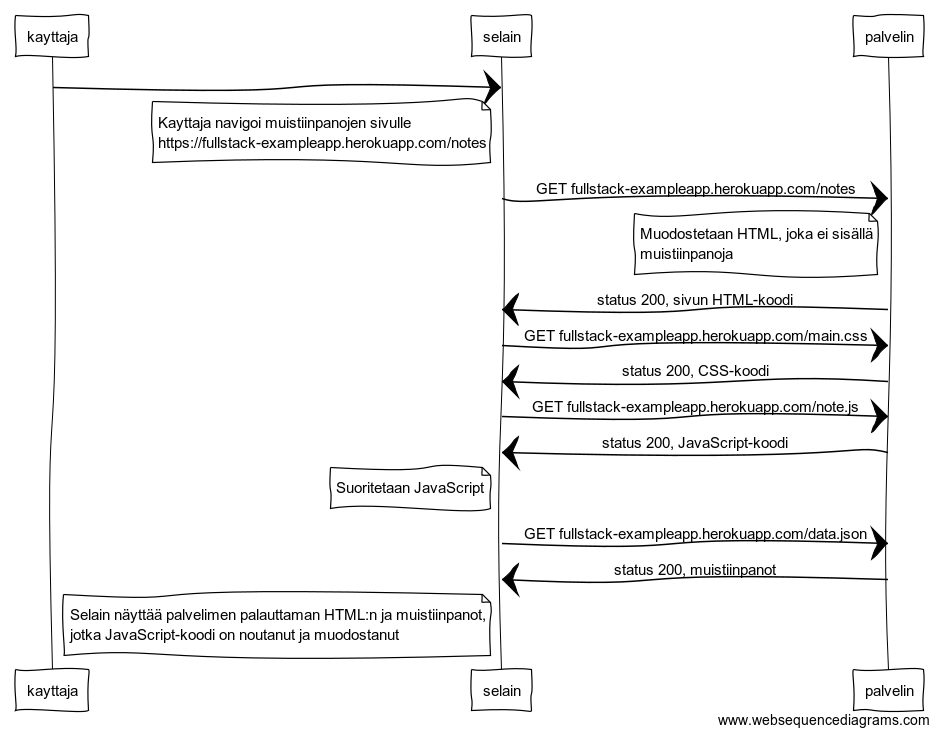 kayttaja
selain
palvelin
Kayttaja navigoi muistiinpanojen sivulle
https://fullstack-exampleapp.herokuapp.com/notes
GET fullstack-exampleapp.herokuapp.com/notes
Muodostetaan HTML, joka ei sisällä
muistiinpanoja
status 200, sivun HTML-koodi
GET fullstack-exampleapp.herokuapp.com/main.css
status 200, CSS-koodi
GET fullstack-exampleapp.herokuapp.com/note.js
status 200, JavaScript-koodi
Suoritetaan JavaScript
GET fullstack-exampleapp.herokuapp.com/data.json
status 200, muistiinpanot
Selain näyttää palvelimen palauttaman HTML:n ja muistiinpanot,
jotka JavaScript-koodi on noutanut ja muodostanut
kayttaja
selain
palvelin
www.websequencediagrams.com